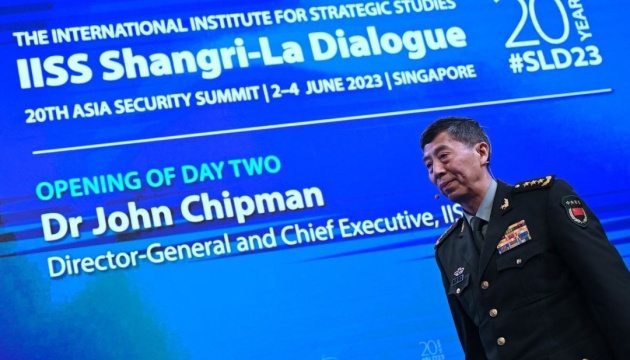 THE INTERNATIONAL INSTITUTE FOR STRATEGIC STUDIES
IISS Shangri-La Dialogue
20TH ASIA SECURITY SUMMIT | 2–4 JUNE 2023 | SINGAPORE
20
YEARS
#SLD23
OPENING OF DAY TWO
Dr John Chipman
Director-General and Chief Executive,
20